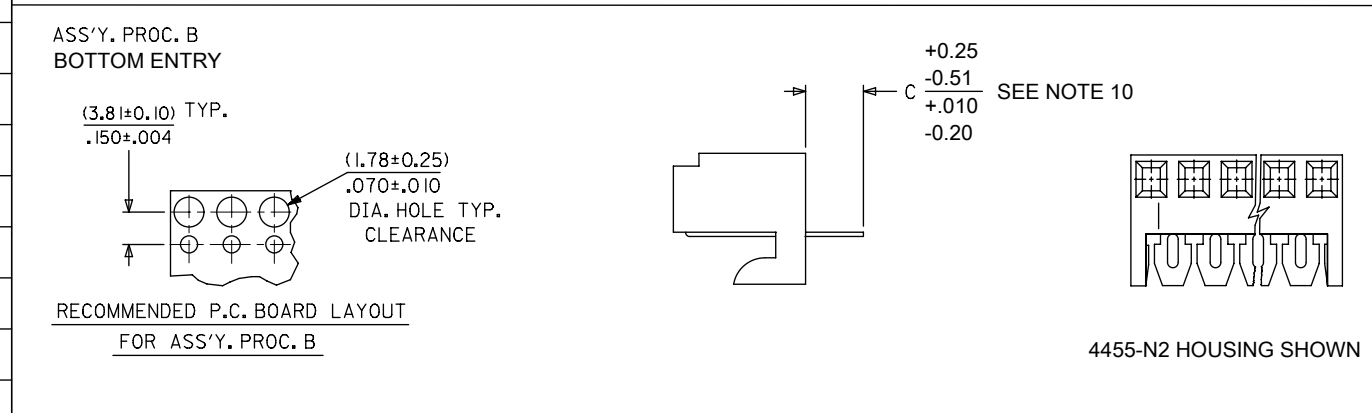 ASS'Y. PROC. B
BOTTOM ENTRY
(3.81±0.10) TYP.
.150±.004
(1.78±0.25)
.070±.010
DIA. HOLE TYP.
CLEARANCE
RECOMMENDED P.C. BOARD LAYOUT
FOR ASS'Y. PROC. B
+0.25
-0.51
C SEE NOTE 10
+.010
-0.20
4455-N2 HOUSING SHOWN